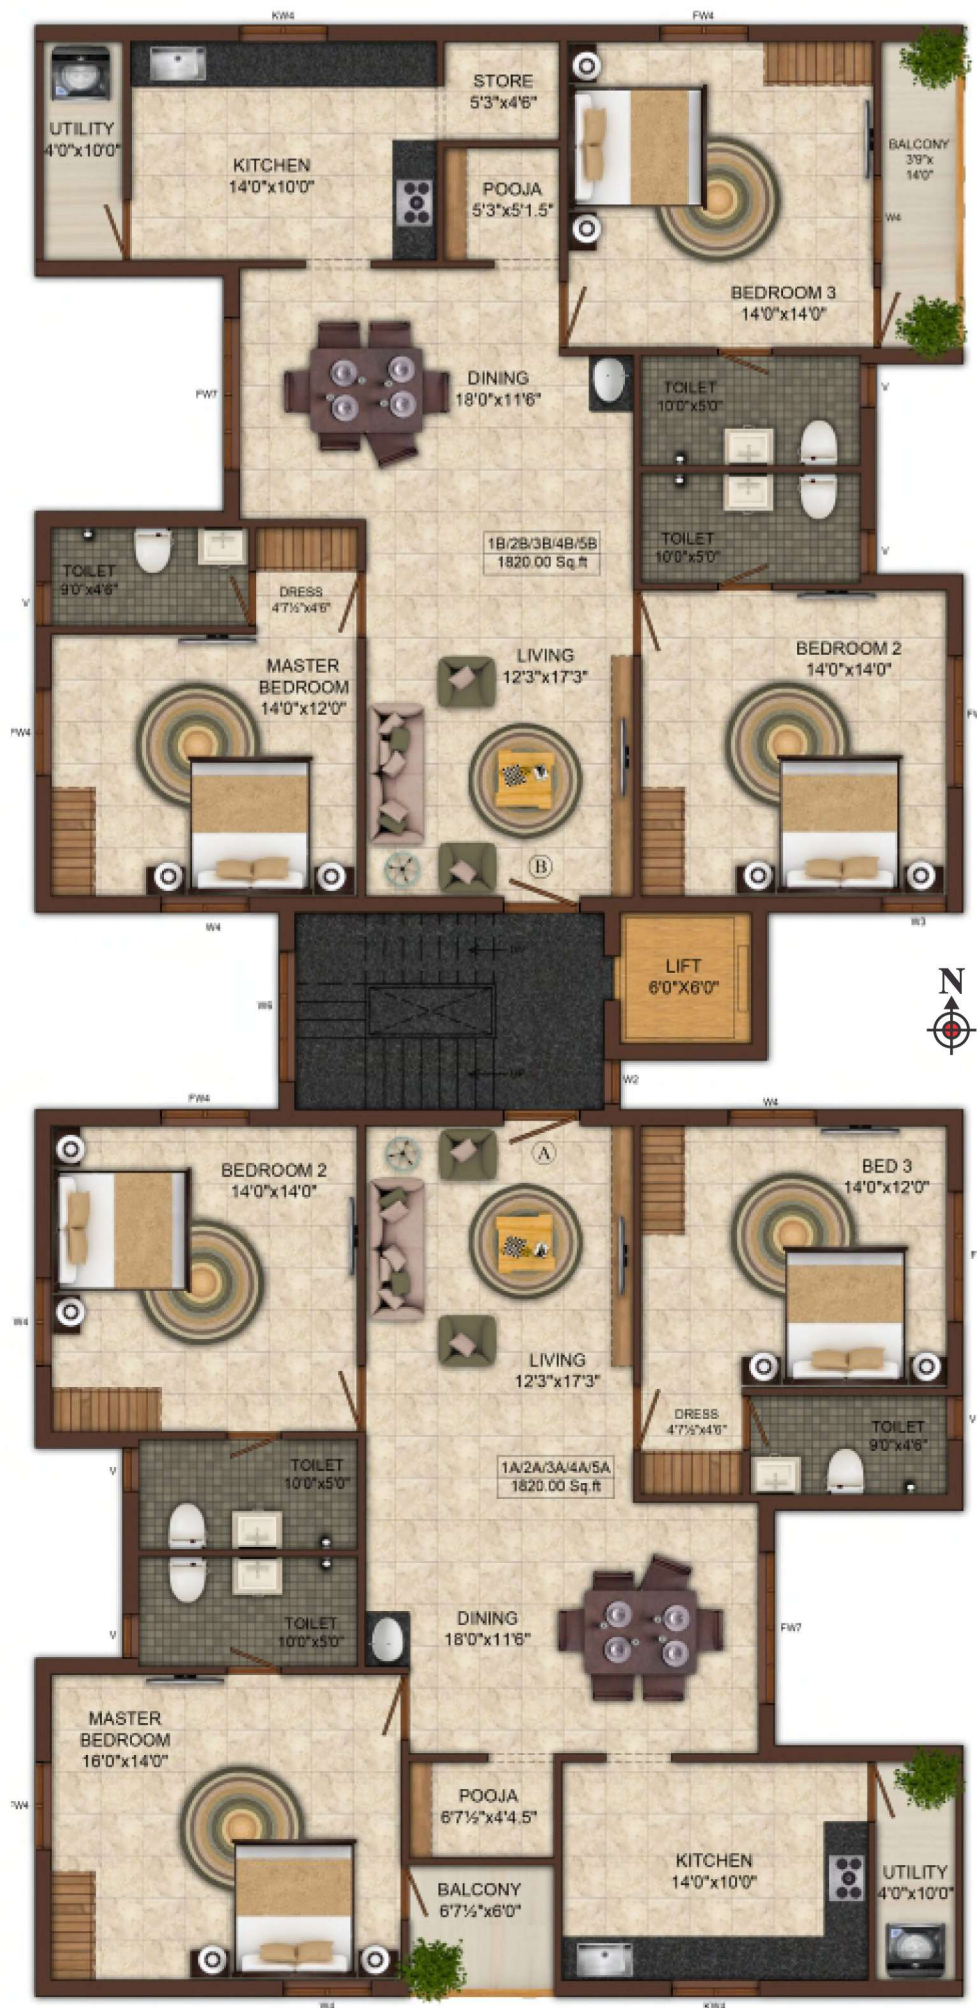 KW4
FW4
STORE
5'3"x4'6"
UTILITY
4'0"x10'0"
KITCHEN
14'0"x10'0"
POOJA
5'3"x5'1.5"
BALCONY
3'9"x
14'0"
W4
BEDROOM 3
14'0"x14'0"
DINING
18'0"x11'6"
FW7
TOILET
10'0"x5'0"
V
1B/2B/3B/4B/5B
1820.00 Sq.ft
TOILET
10'0"x5'0"
V
TOILET
9'0"x4'6"
DRESS
4'7½"x4'6"
V
LIVING
12'3"x17'3"
BEDROOM 2
14'0"x14'0"
MASTER
BEDROOM
14'0"x12'0"
FW4
B
W4
W3
LIFT
6'0"X6'0"
N
W6
UP
W2
FW4
W4
A
BEDROOM 2
14'0"x14'0"
BED 3
14'0"x12'0"
W4
LIVING
12'3"x17'3"
DRESS
4'7½"x4'6"
TOILET
9'0"x4'6"
V
TOILET
10'0"x5'0"
V
1A/2A/3A/4A/5A
1820.00 Sq.ft
DINING
18'0"x11'6"
TOILET
10'0"x5'0"
V
FW7
MASTER
BEDROOM
16'0"x14'0"
POOJA
6'7½"x4'4.5"
KITCHEN
14'0"x10'0"
UTILITY
4'0"x10'0"
BALCONY
6'7½"x6'0"
W4
KW4